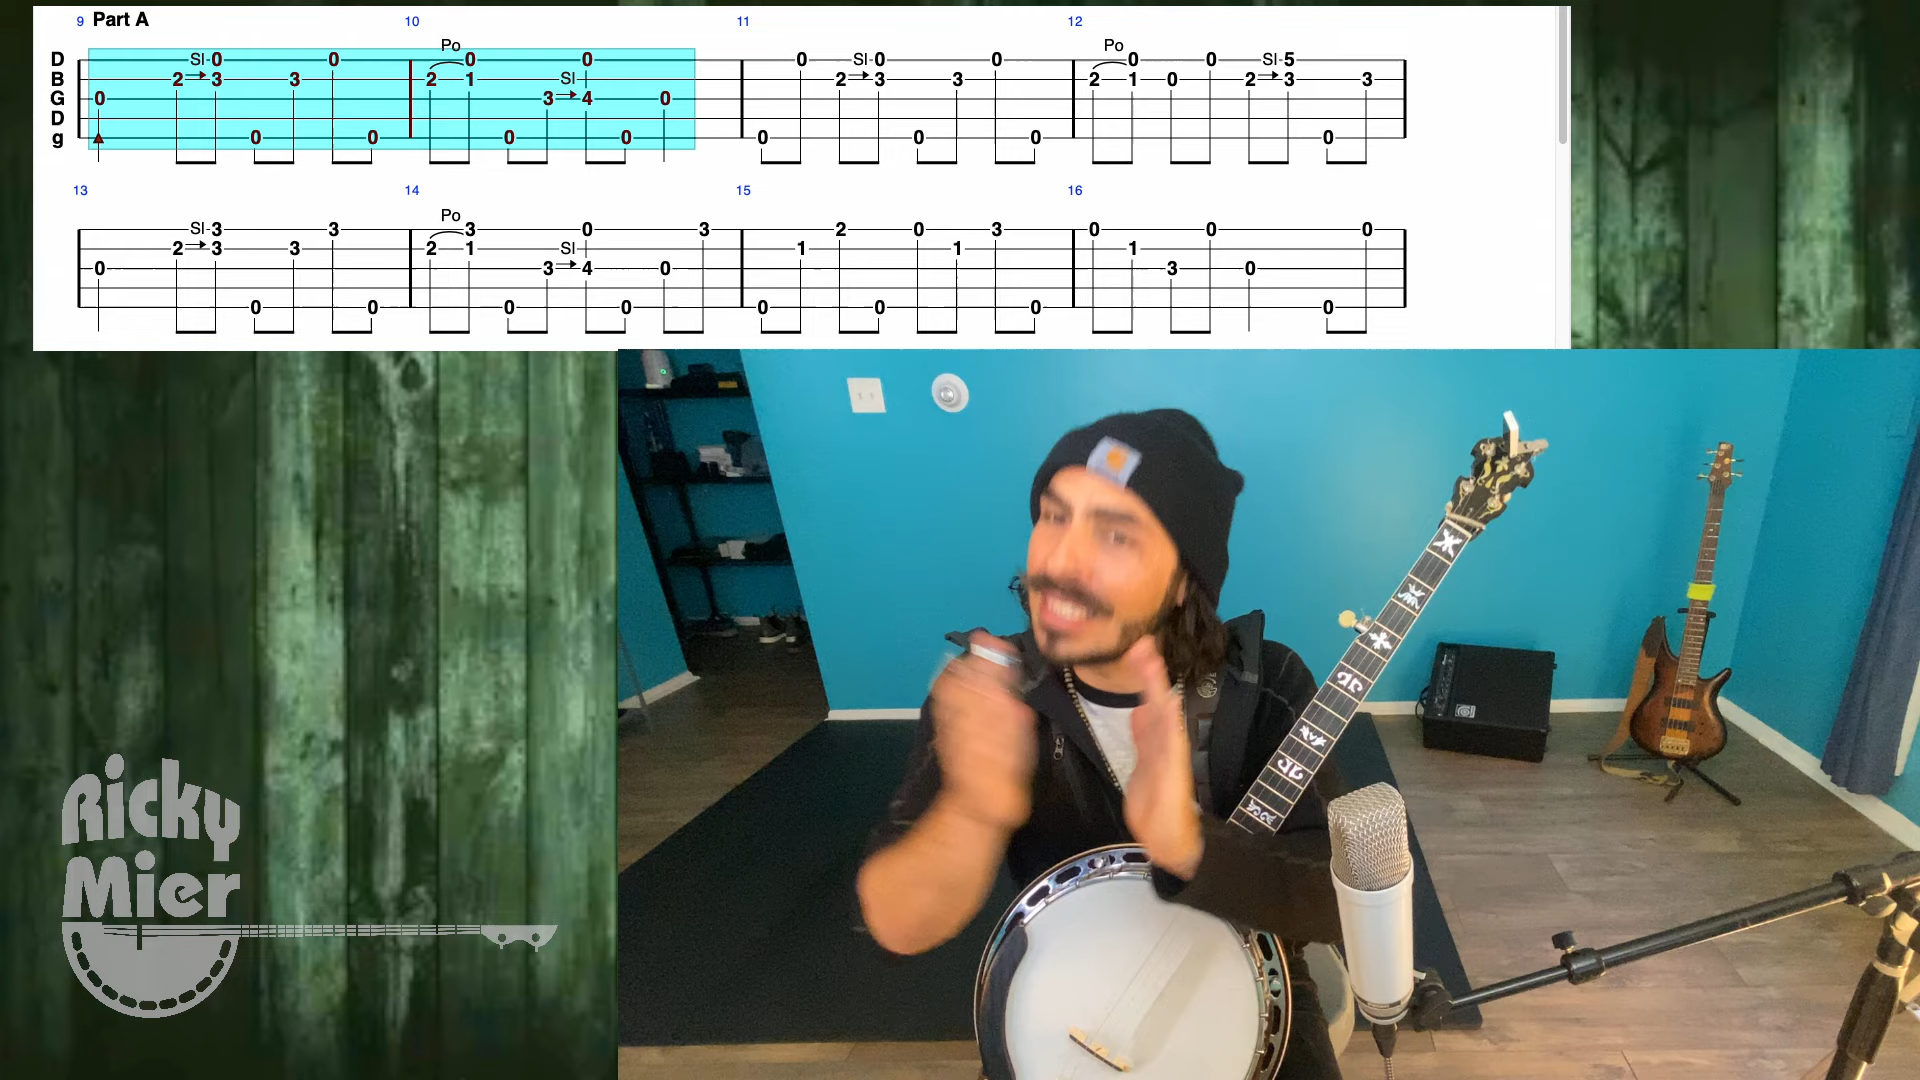 9 Part A 10 11 12
Po Po
D Sl 0 0 0 0 0 Sl 0 0 0 0 Sl 5
B 2 3 3 2 1 Sl 2 3 3 2 1 0 2 3 3
G 0 3 4 0
D
g 0 0 0 0 0 0 0 0
13 14 15 16
Po
Sl 3 3 3 0 3 2 0 3 0 0 0
2 3 3 2 1 Sl 1 1 1
0 3 4 0 3 0
0 0 0 0 0 0 0 0
Ricky
Mier